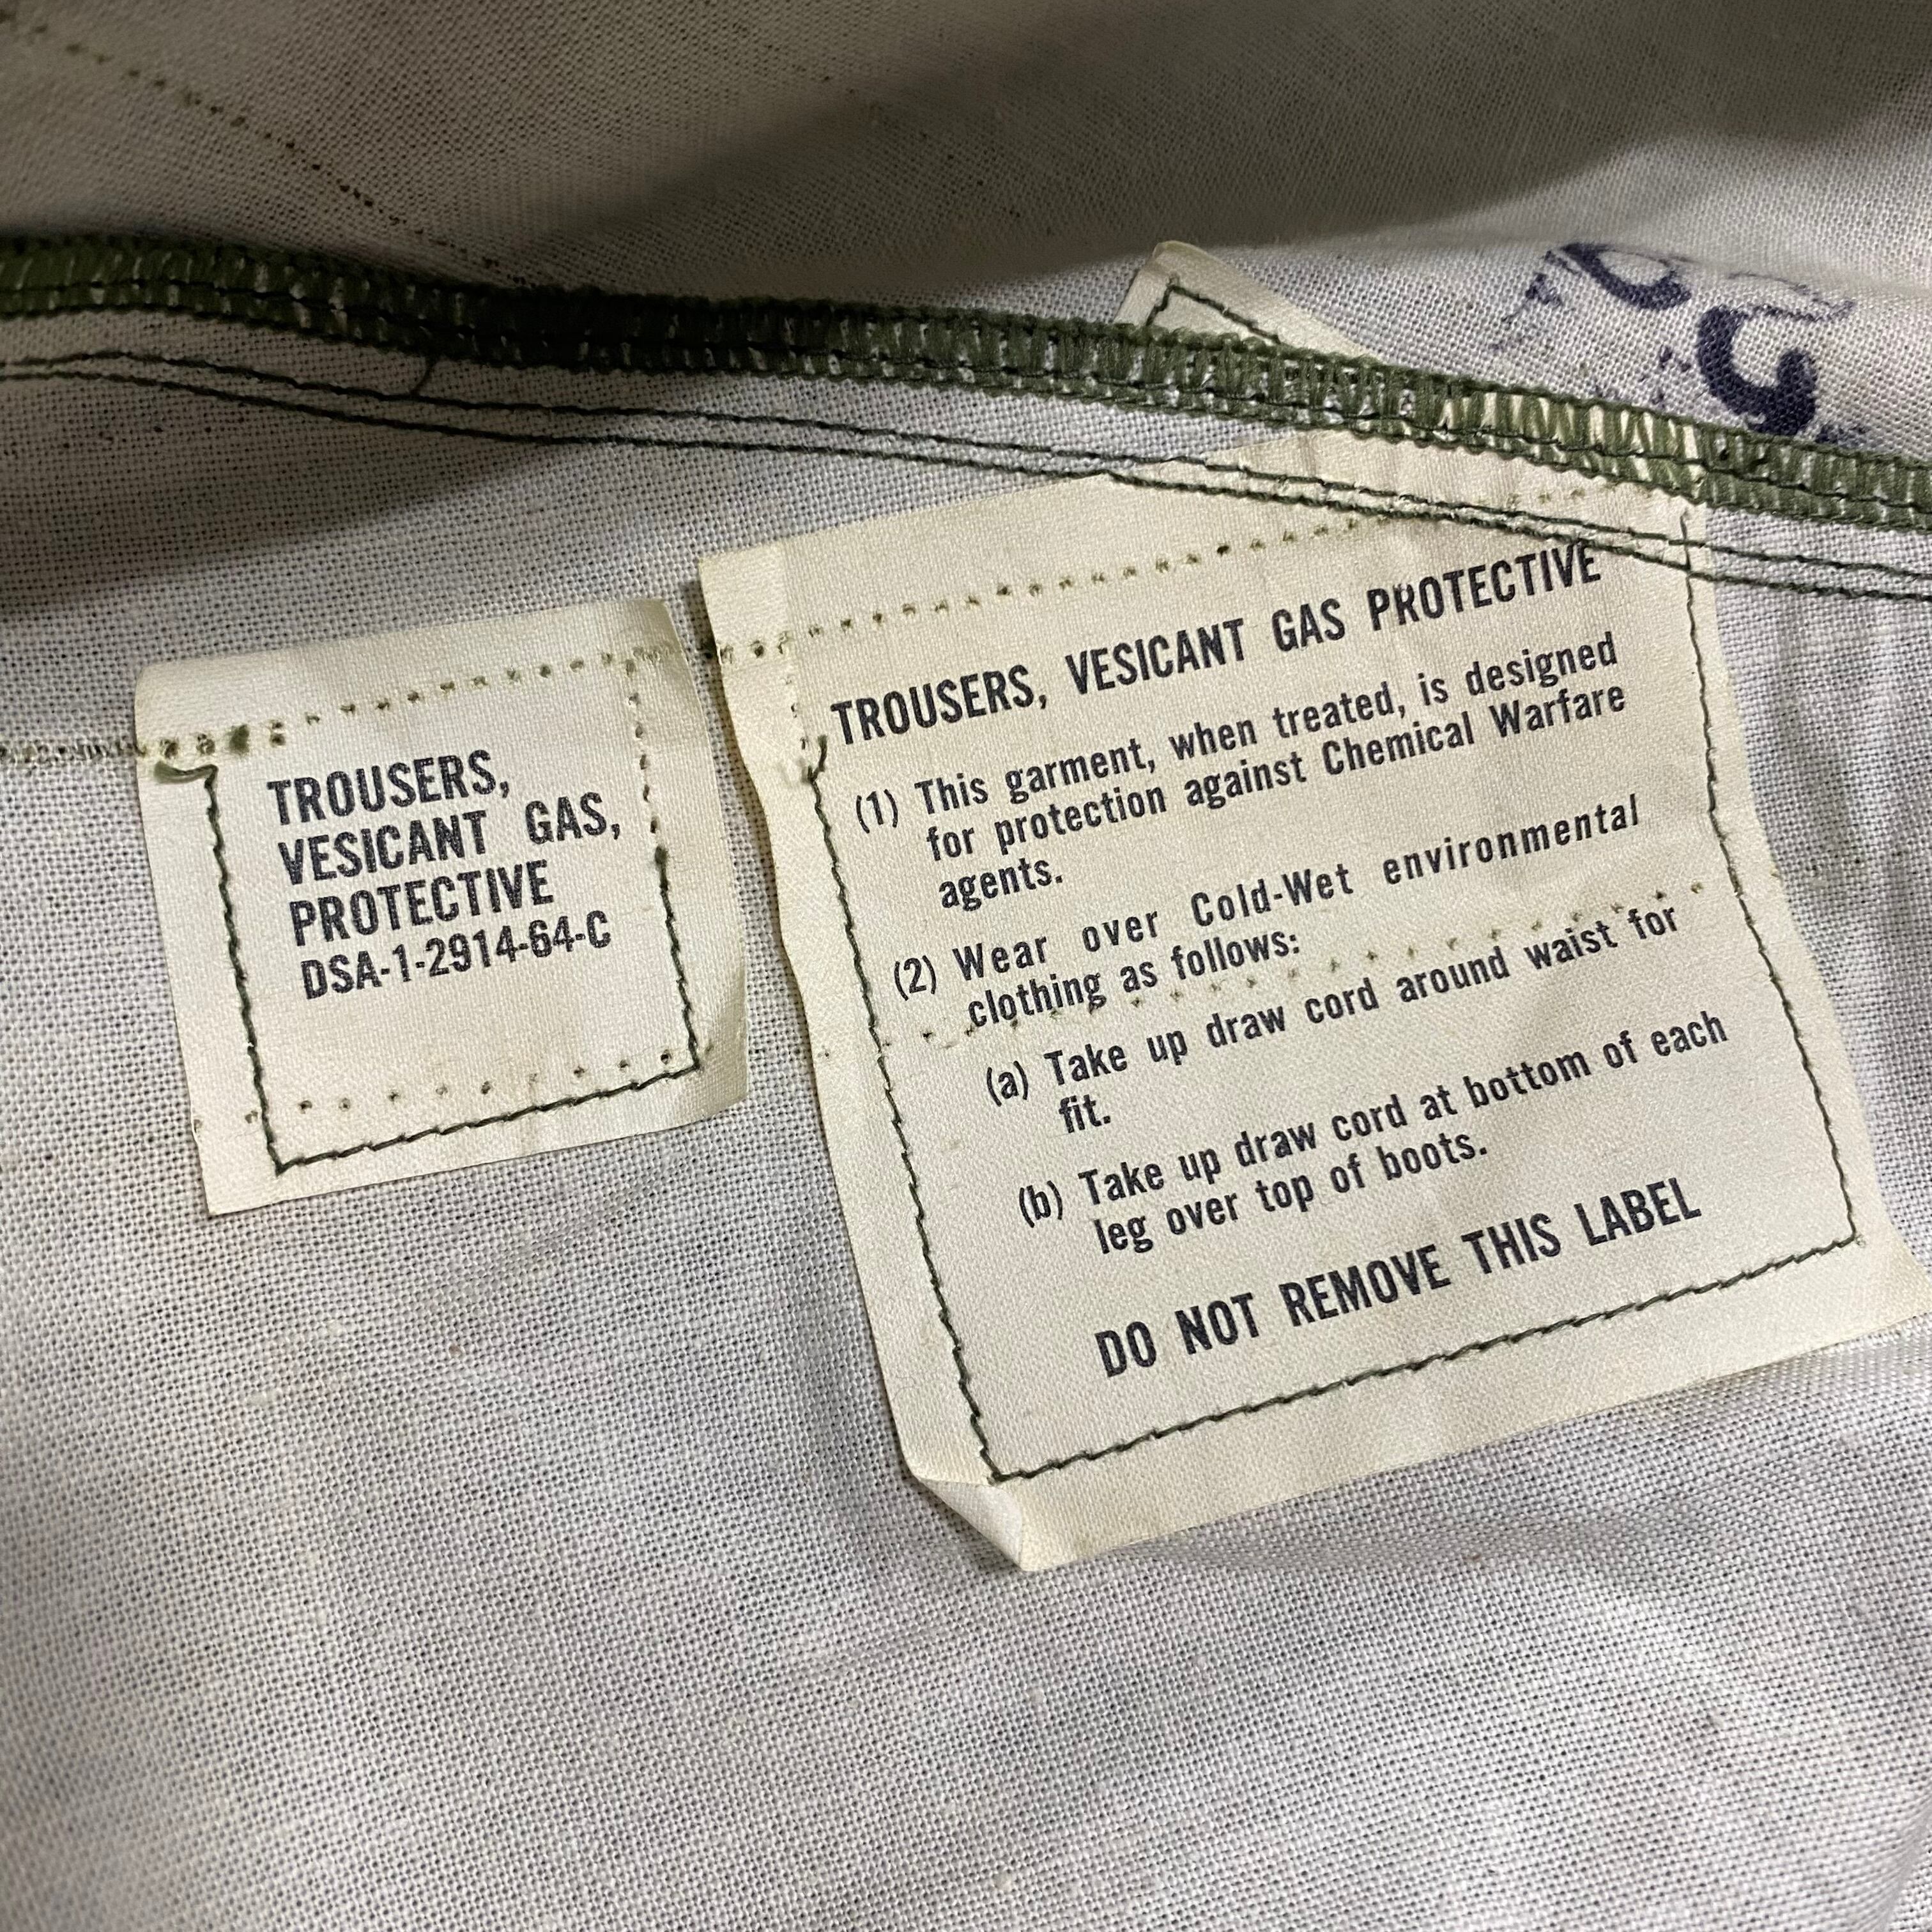 TROUSERS,
VESICANT GAS,
PROTECTIVE
DSA-1-2914-64-C
TROUSERS, VESICANT GAS PROTECTIVE
(1) This garment, when treated, is designed
for protection against Chemical Warfare
agents.
(2) Wear over Cold-Wet environmental
clothing as follows:
(a) Take up draw cord around waist for
fit.
(b) Take up draw cord at bottom of each
leg over top of boots.
DO NOT REMOVE THIS LABEL